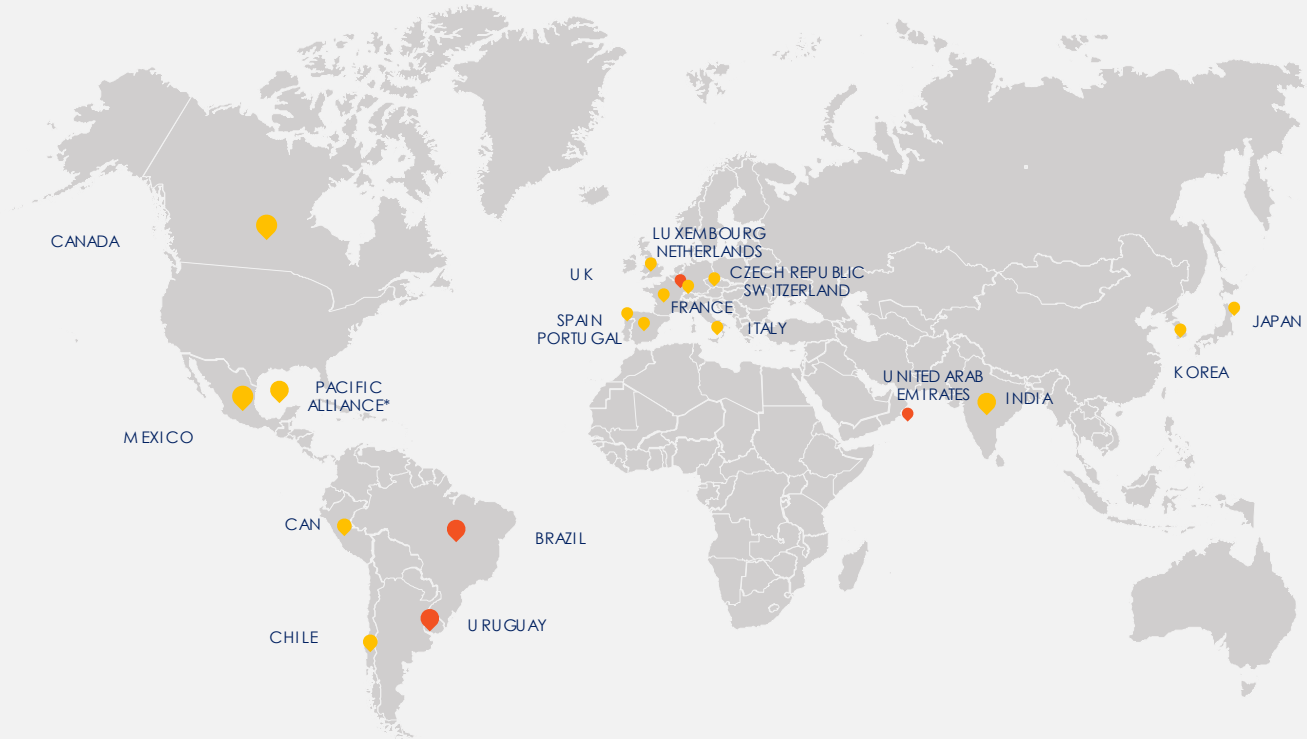 LUXEMBOURG
NETHERLANDS
CANADA
UK
CZECH REPUBLIC
SWITZERLAND
FRANCE
SPAIN
PORTUGAL
ITALY
JAPAN
KOREA
PACIFIC
ALLIANCE*
UNITED ARAB
EMIRATES
INDIA
MEXICO
CAN
BRAZIL
URUGUAY
CHILE